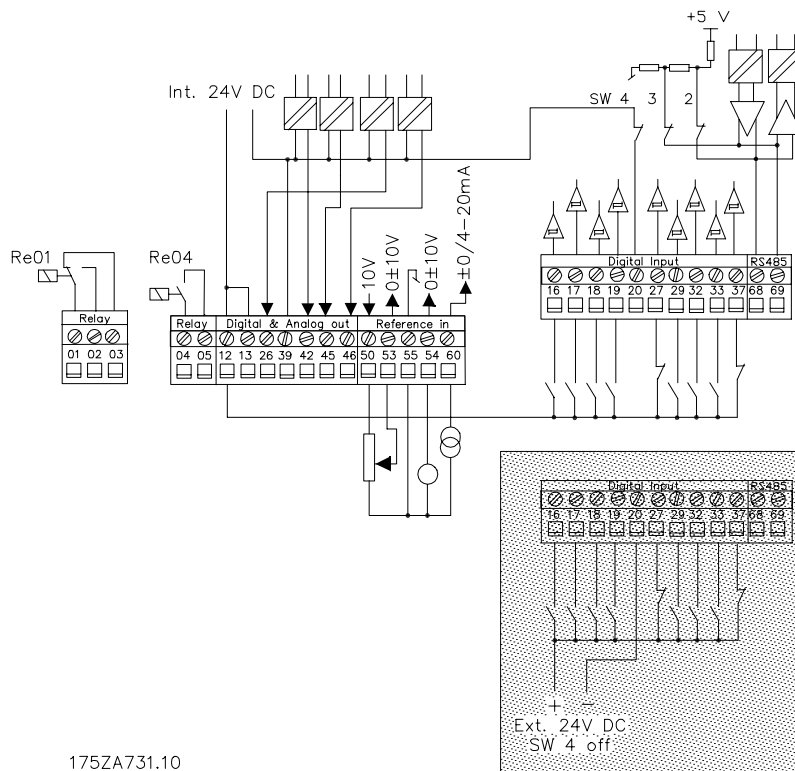 +5 V
Int. 24V DC
SW 4 3 2
Re01
Re04
10V
0±10V
0±10V
±0/4-20mA
Digital Input RS485
16 17 18 19 20 27 29 32 33 37 68 69
Relay
01 02 03
Relay Digital & Analog out Reference in
04 05 12 13 26 39 42 45 46 50 53 55 54 60
Digital Input RS485
16 17 18 19 20 27 29 32 33 37 68 69
+ −
Ext. 24V DC
SW 4 off
175ZA731.10